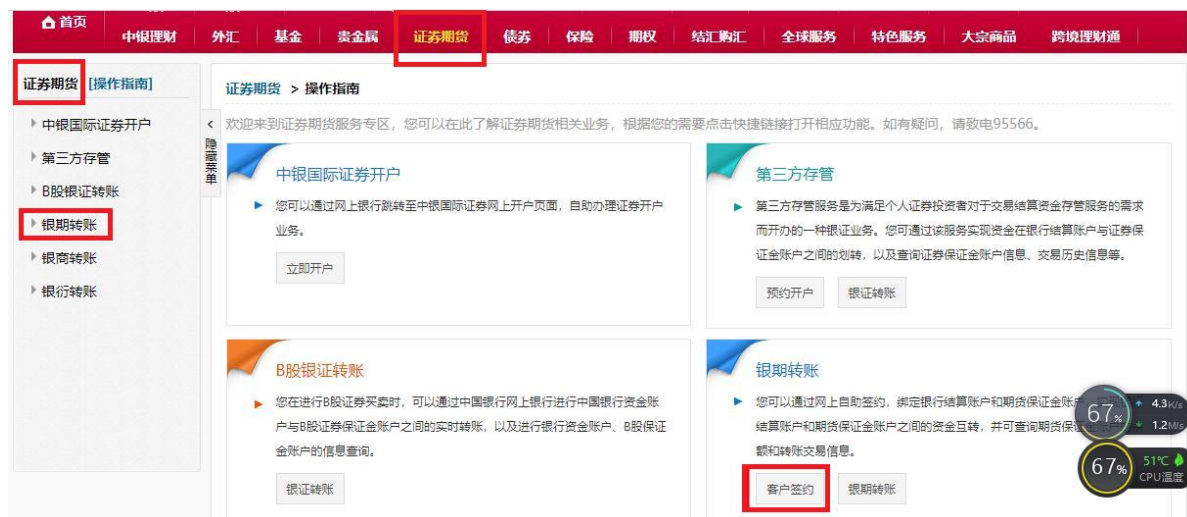 首页
中银理财 外汇 基金 贵金属 证券期货 债券 保险 期权 结汇购汇 全球服务 特色服务 大宗商品 跨境理财通
证券期货 [操作指南]
中银国际证券开户
第三方存管
B股银证转账
银期转账
银商转账
银衍转账
<
隐藏菜单
证券期货 > 操作指南
欢迎来到证券期货服务专区，您可以在此了解证券期货相关业务，根据您的需要点击快捷链接打开相应功能。如有疑问，请致电95566。
中银国际证券开户
您可以通过网上银行跳转至中银国际证券网上开户页面，自助办理证券开户
业务。
立即开户
第三方存管
第三方存管服务是为满足个人证券投资者对于交易结算资金存管服务的需求
而开办的一种银证业务。您可通过该服务实现资金在银行结算账户与证券保
证金账户之间的划转，以及查询证券保证金账户信息、交易历史信息等。
预约开户 银证转账
B股银证转账
您在进行B股证券买卖时，可以通过中国银行网上银行进行中国银行资金账
户与B股证券保证金账户之间的实时转账，以及进行银行资金账户、B股保证
金账户的信息查询。
银证转账
银期转账
您可以通过网上自助签约，绑定银行结算账户和期货保证金账
结算账户和期货保证金账户之间的资金互转，并可查询期货保
额和转账交易信息。
客户签约 银期转账
67% 4.3K/s
1.2M/s
67% 51℃
CPU温度